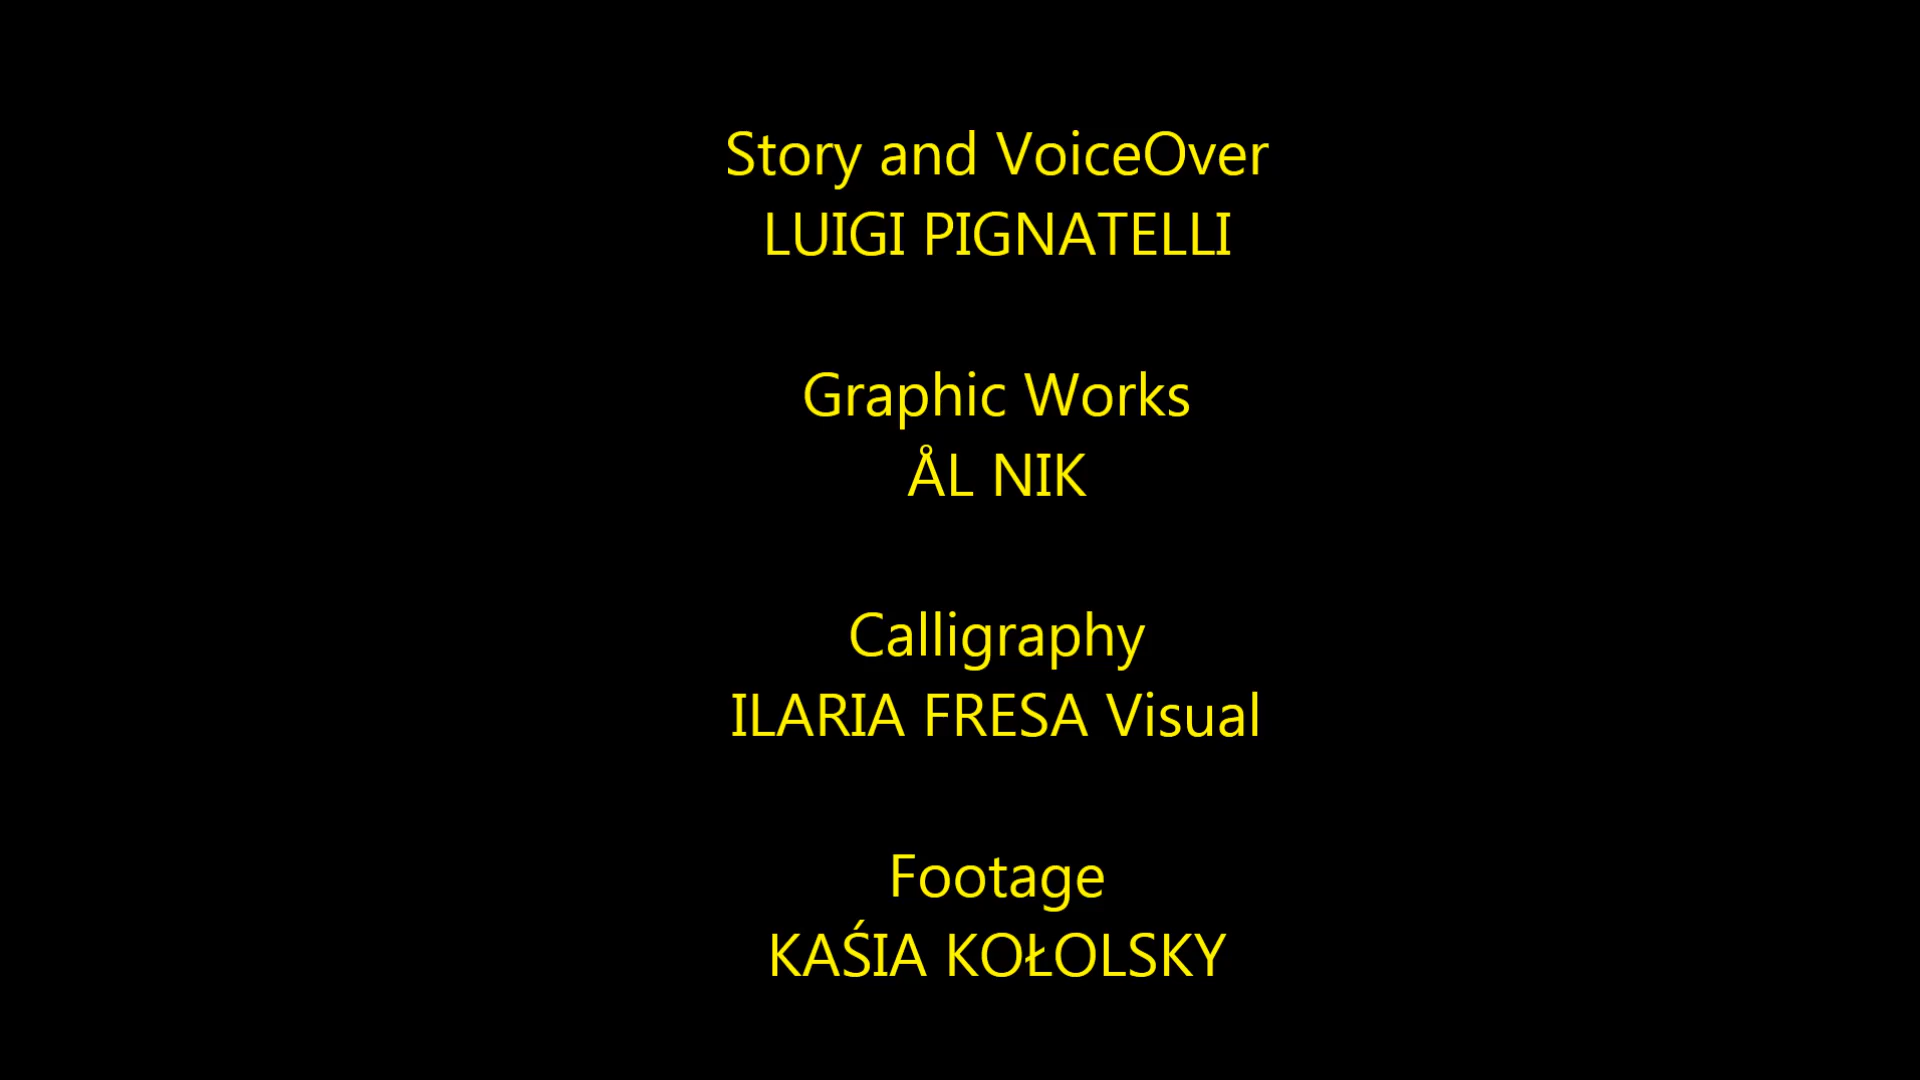 Story and VoiceOver
LUIGI PIGNATELLI
Graphic Works
ÅL NIK
Calligraphy
ILARIA FRESA Visual
Footage
KAŚIA KOŁOLSKY